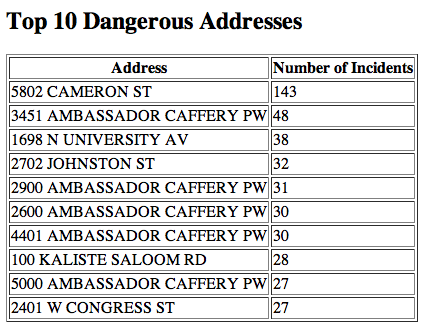 Top 10 Dangerous Addresses
Address Number of Incidents
5802 CAMERON ST 143
3451 AMBASSADOR CAFFERY PW 48
1698 N UNIVERSITY AV 38
2702 JOHNSTON ST 32
2900 AMBASSADOR CAFFERY PW 31
2600 AMBASSADOR CAFFERY PW 30
4401 AMBASSADOR CAFFERY PW 30
100 KALISTE SALOOM RD 28
5000 AMBASSADOR CAFFERY PW 27
2401 W CONGRESS ST 27